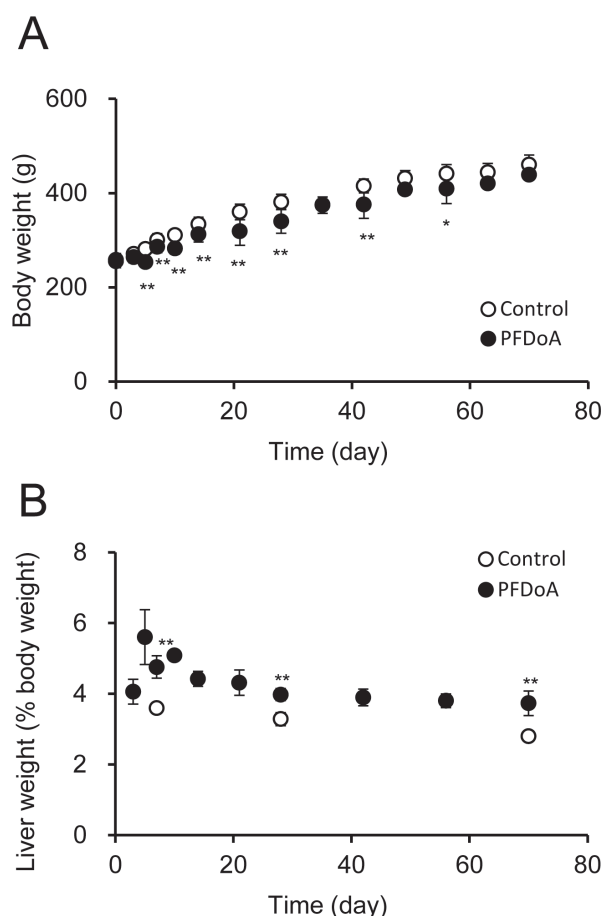 A
600
400
200
0
Body weight (g)
** ** ** ** ** ** ** *
Control
PFDoA
0 20 40 60 80
Time (day)
B
8
6
4
2
0
Liver weight (% body weight)
Control
PFDoA
** ** **
0 20 40 60 80
Time (day)